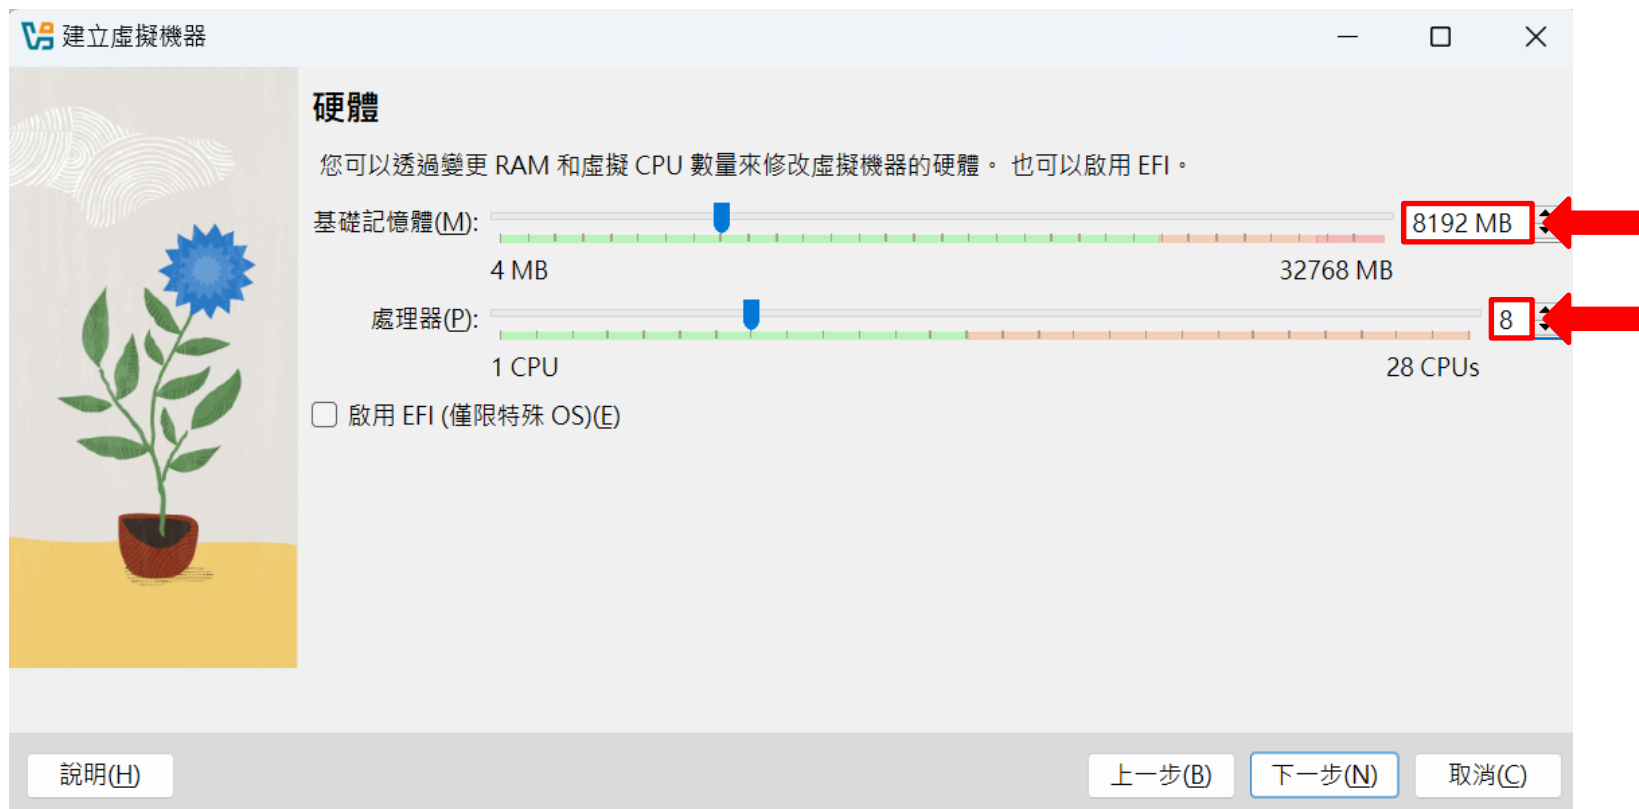 建立虛擬機器
硬體
您可以透過變更 RAM 和虛擬 CPU 數量來修改虛擬機器的硬體。 也可以啟用 EFI。
基礎記憶體(M): 8192 MB
4 MB 32768 MB
處理器(P): 8
1 CPU 28 CPUs
啟用 EFI (僅限特殊 OS)(E)
說明(H) 上一步(B) 下一步(N) 取消(C)